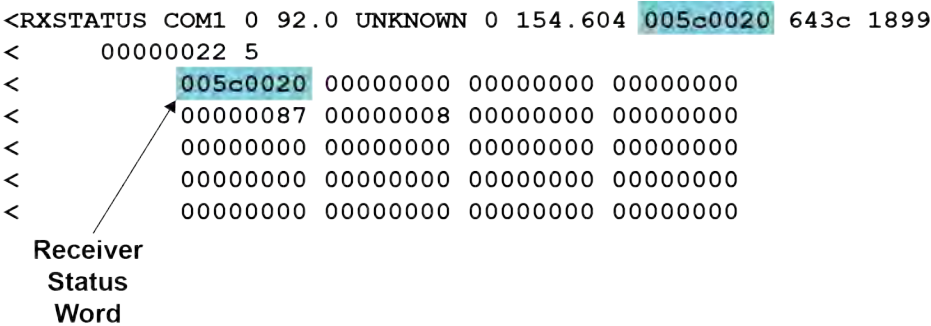 <RXSTATUS COM1 0 92.0 UNKNOWN 0 154.604 005c0020 643c 1899
< 00000022 5
< 005c0020 00000000 00000000 00000000
< 00000087 00000008 00000000 00000000
< 00000000 00000000 00000000 00000000
< 00000000 00000000 00000000 00000000
< 00000000 00000000 00000000 00000000
Receiver
Status
Word